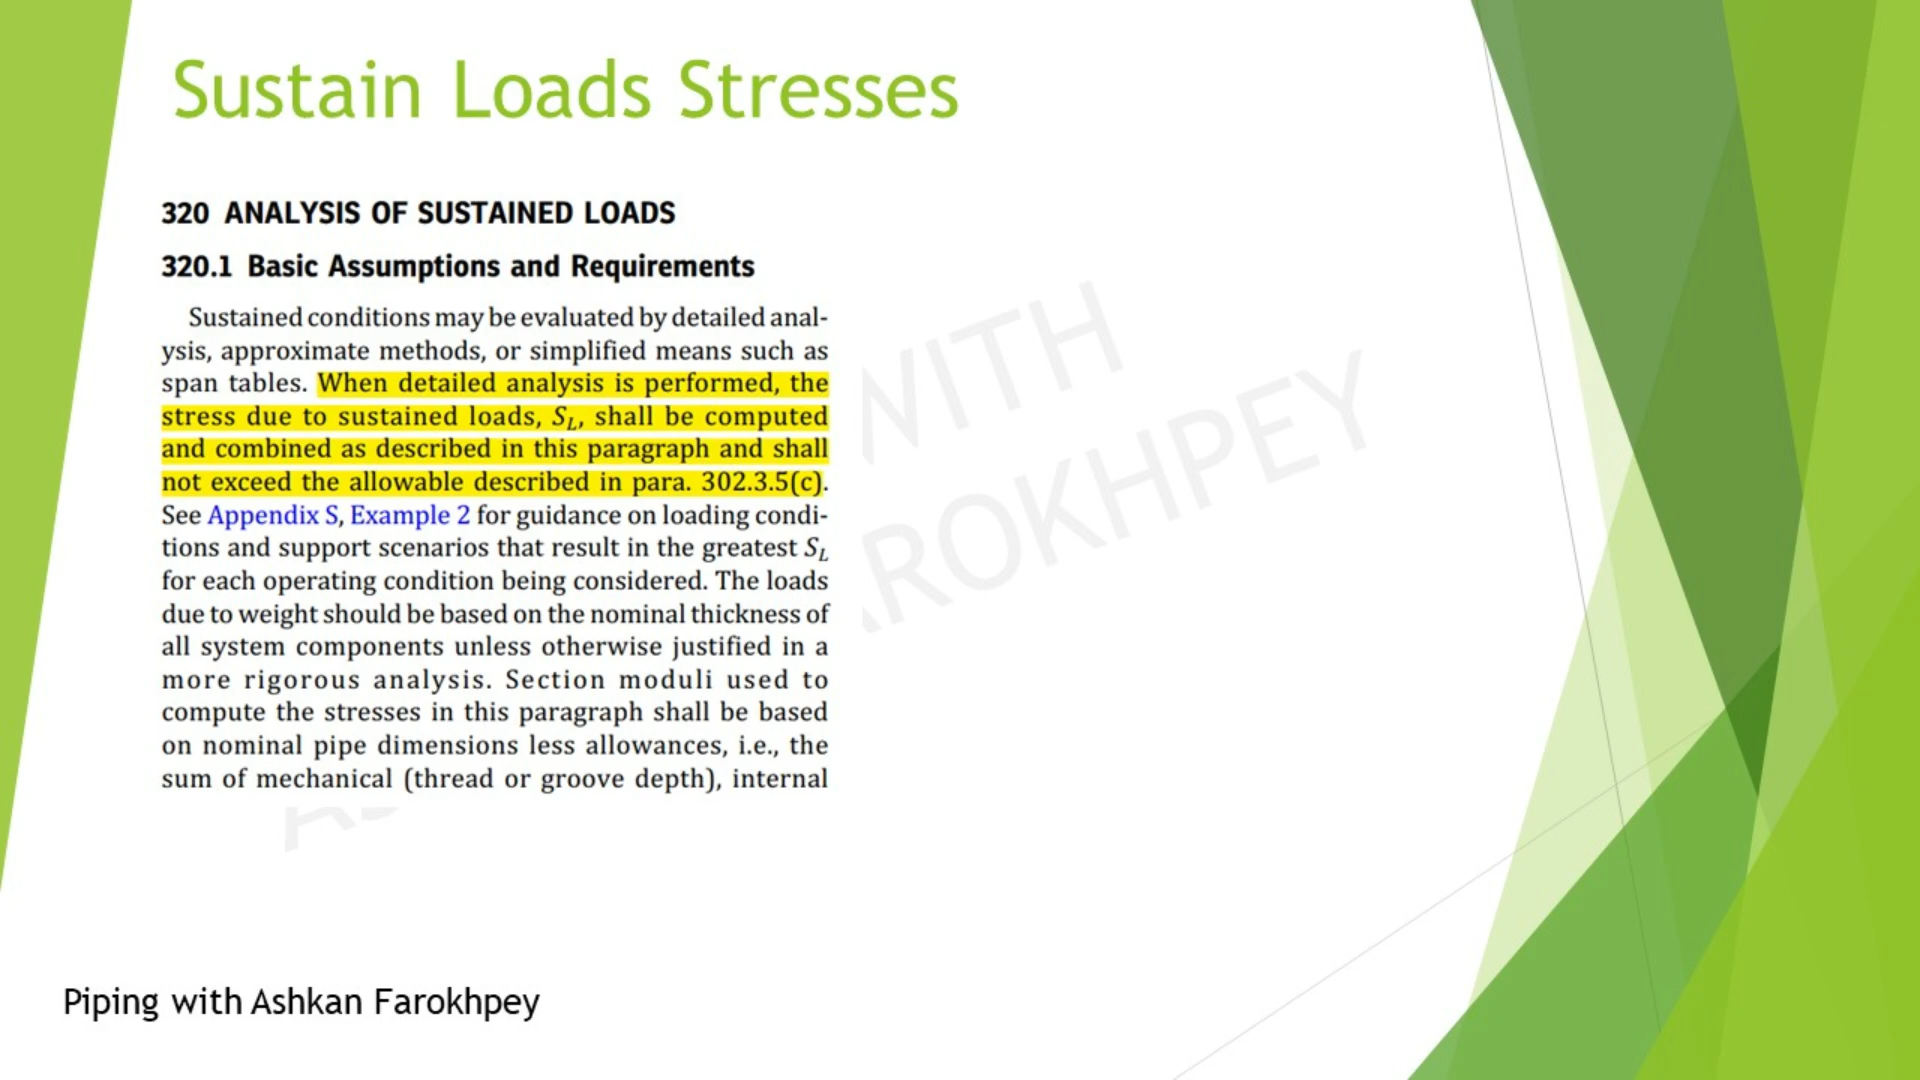 Sustain Loads Stresses
320 ANALYSIS OF SUSTAINED LOADS
320.1 Basic Assumptions and Requirements
Sustained conditions may be evaluated by detailed anal-
ysis, approximate methods, or simplified means such as
span tables. When detailed analysis is performed, the
stress due to sustained loads, SL, shall be computed
and combined as described in this paragraph and shall
not exceed the allowable described in para. 302.3.5(c).
See Appendix S, Example 2 for guidance on loading condi-
tions and support scenarios that result in the greatest SL
for each operating condition being considered. The loads
due to weight should be based on the nominal thickness of
all system components unless otherwise justified in a
more rigorous analysis. Section moduli used to
compute the stresses in this paragraph shall be based
on nominal pipe dimensions less allowances, i.e., the
sum of mechanical (thread or groove depth), internal
Piping with Ashkan Farokhpey